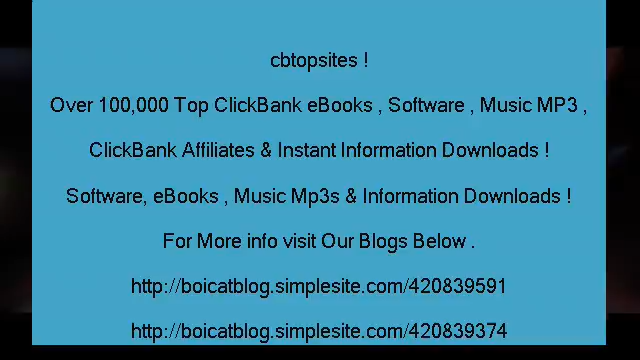 cbtopsites !
Over 100,000 Top ClickBank eBooks , Software , Music MP3 ,
ClickBank Affiliates & Instant Information Downloads !
Software, eBooks , Music Mp3s & Information Downloads !
For More info visit Our Blogs Below .
http://boicatblog.simplesite.com/420839591
http://boicatblog.simplesite.com/420839374